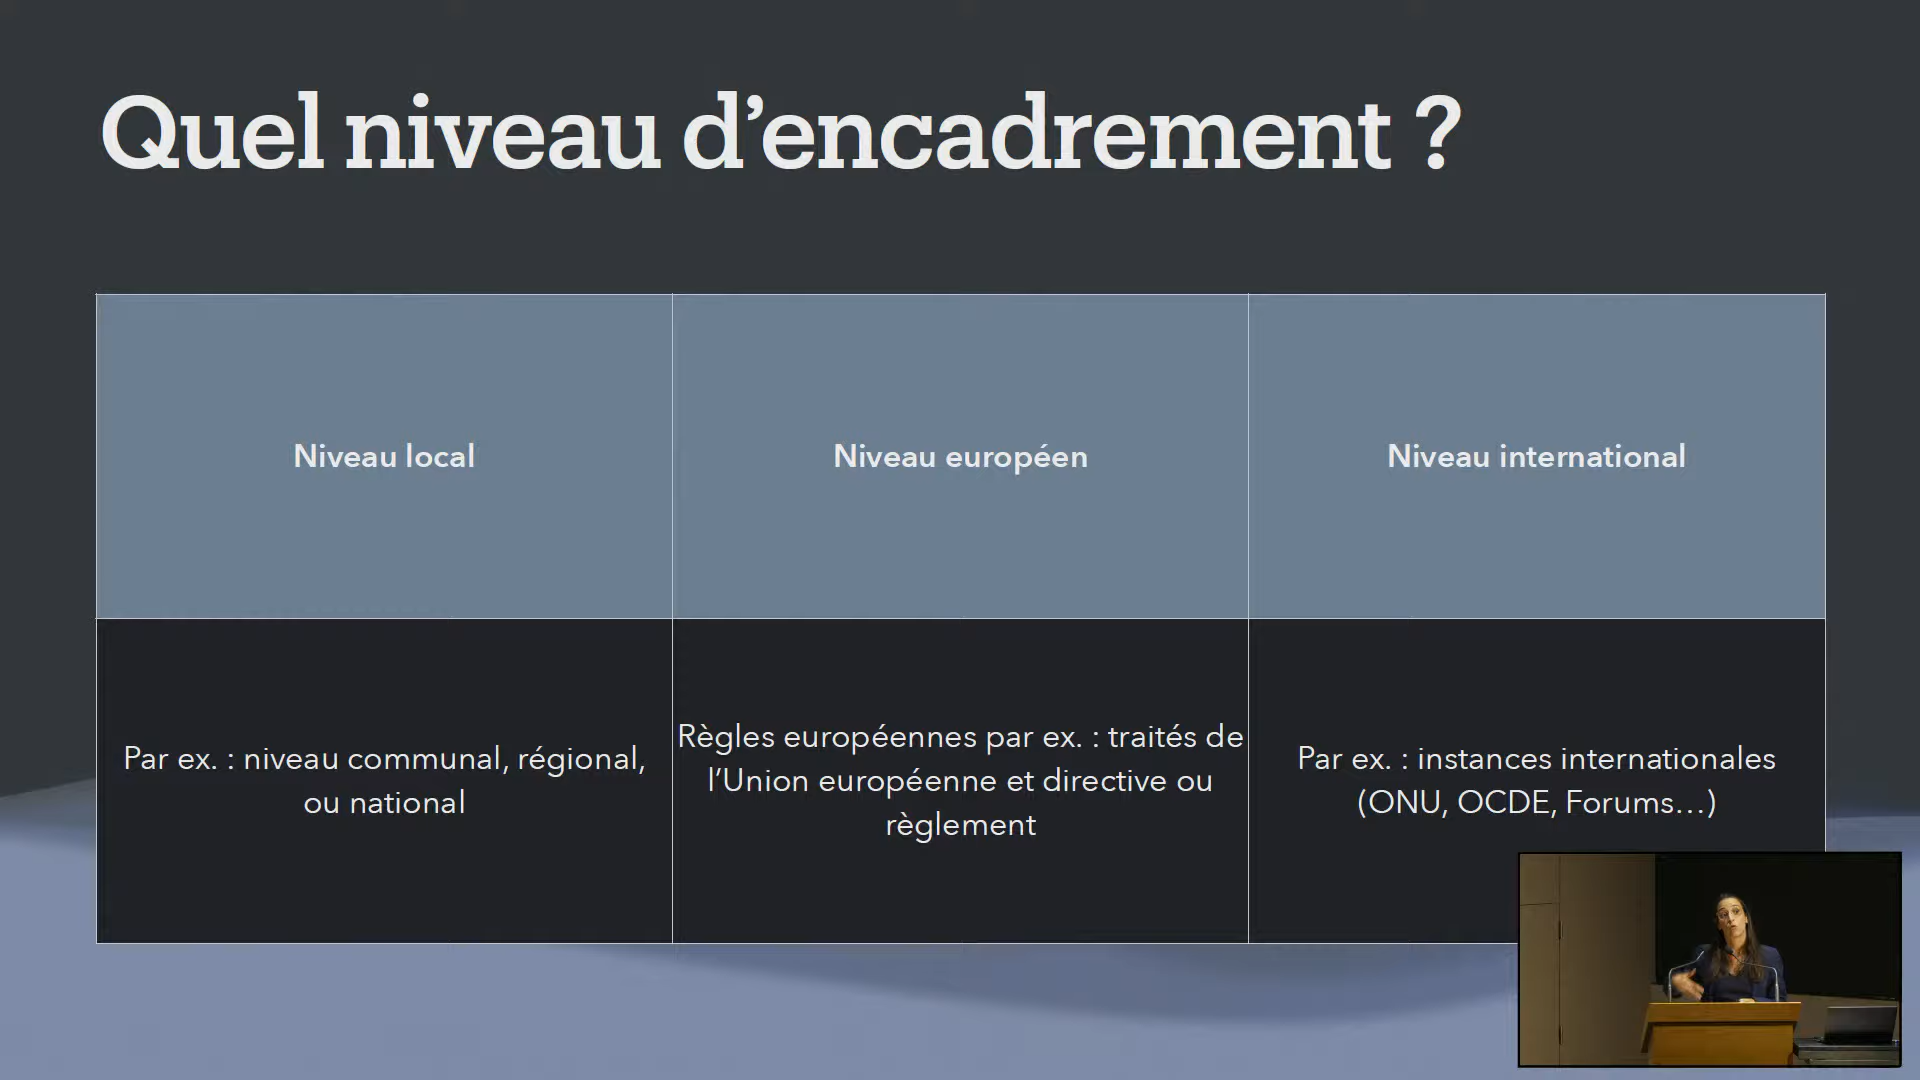 Quel niveau d’encadrement ?
Niveau local
Niveau européen
Niveau international
Par ex. : niveau communal, régional,
ou national
Règles européennes par ex. : traités de
l’Union européenne et directive ou
règlement
Par ex. : instances internationales
(ONU, OCDE, Forums…)